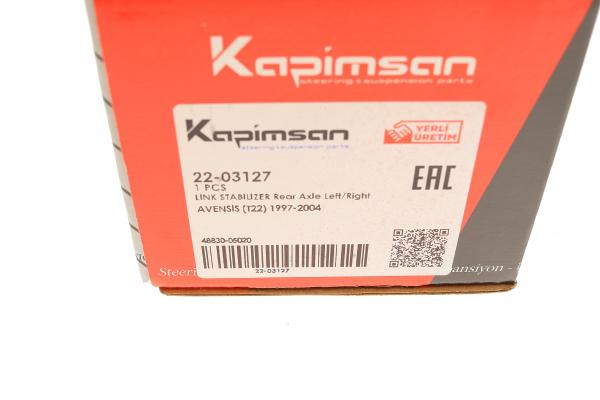 Kapimsan
steering & suspension parts
Kapimsan
steering & suspension parts
YERLİ
ÜRETİM
22-03127
1 PCS
LINK STABILIZER Rear Axle Left/Right
AVENSİS (T22) 1997-2004
EAC
48830-05020
22-03127
Steeri
ansiyon -